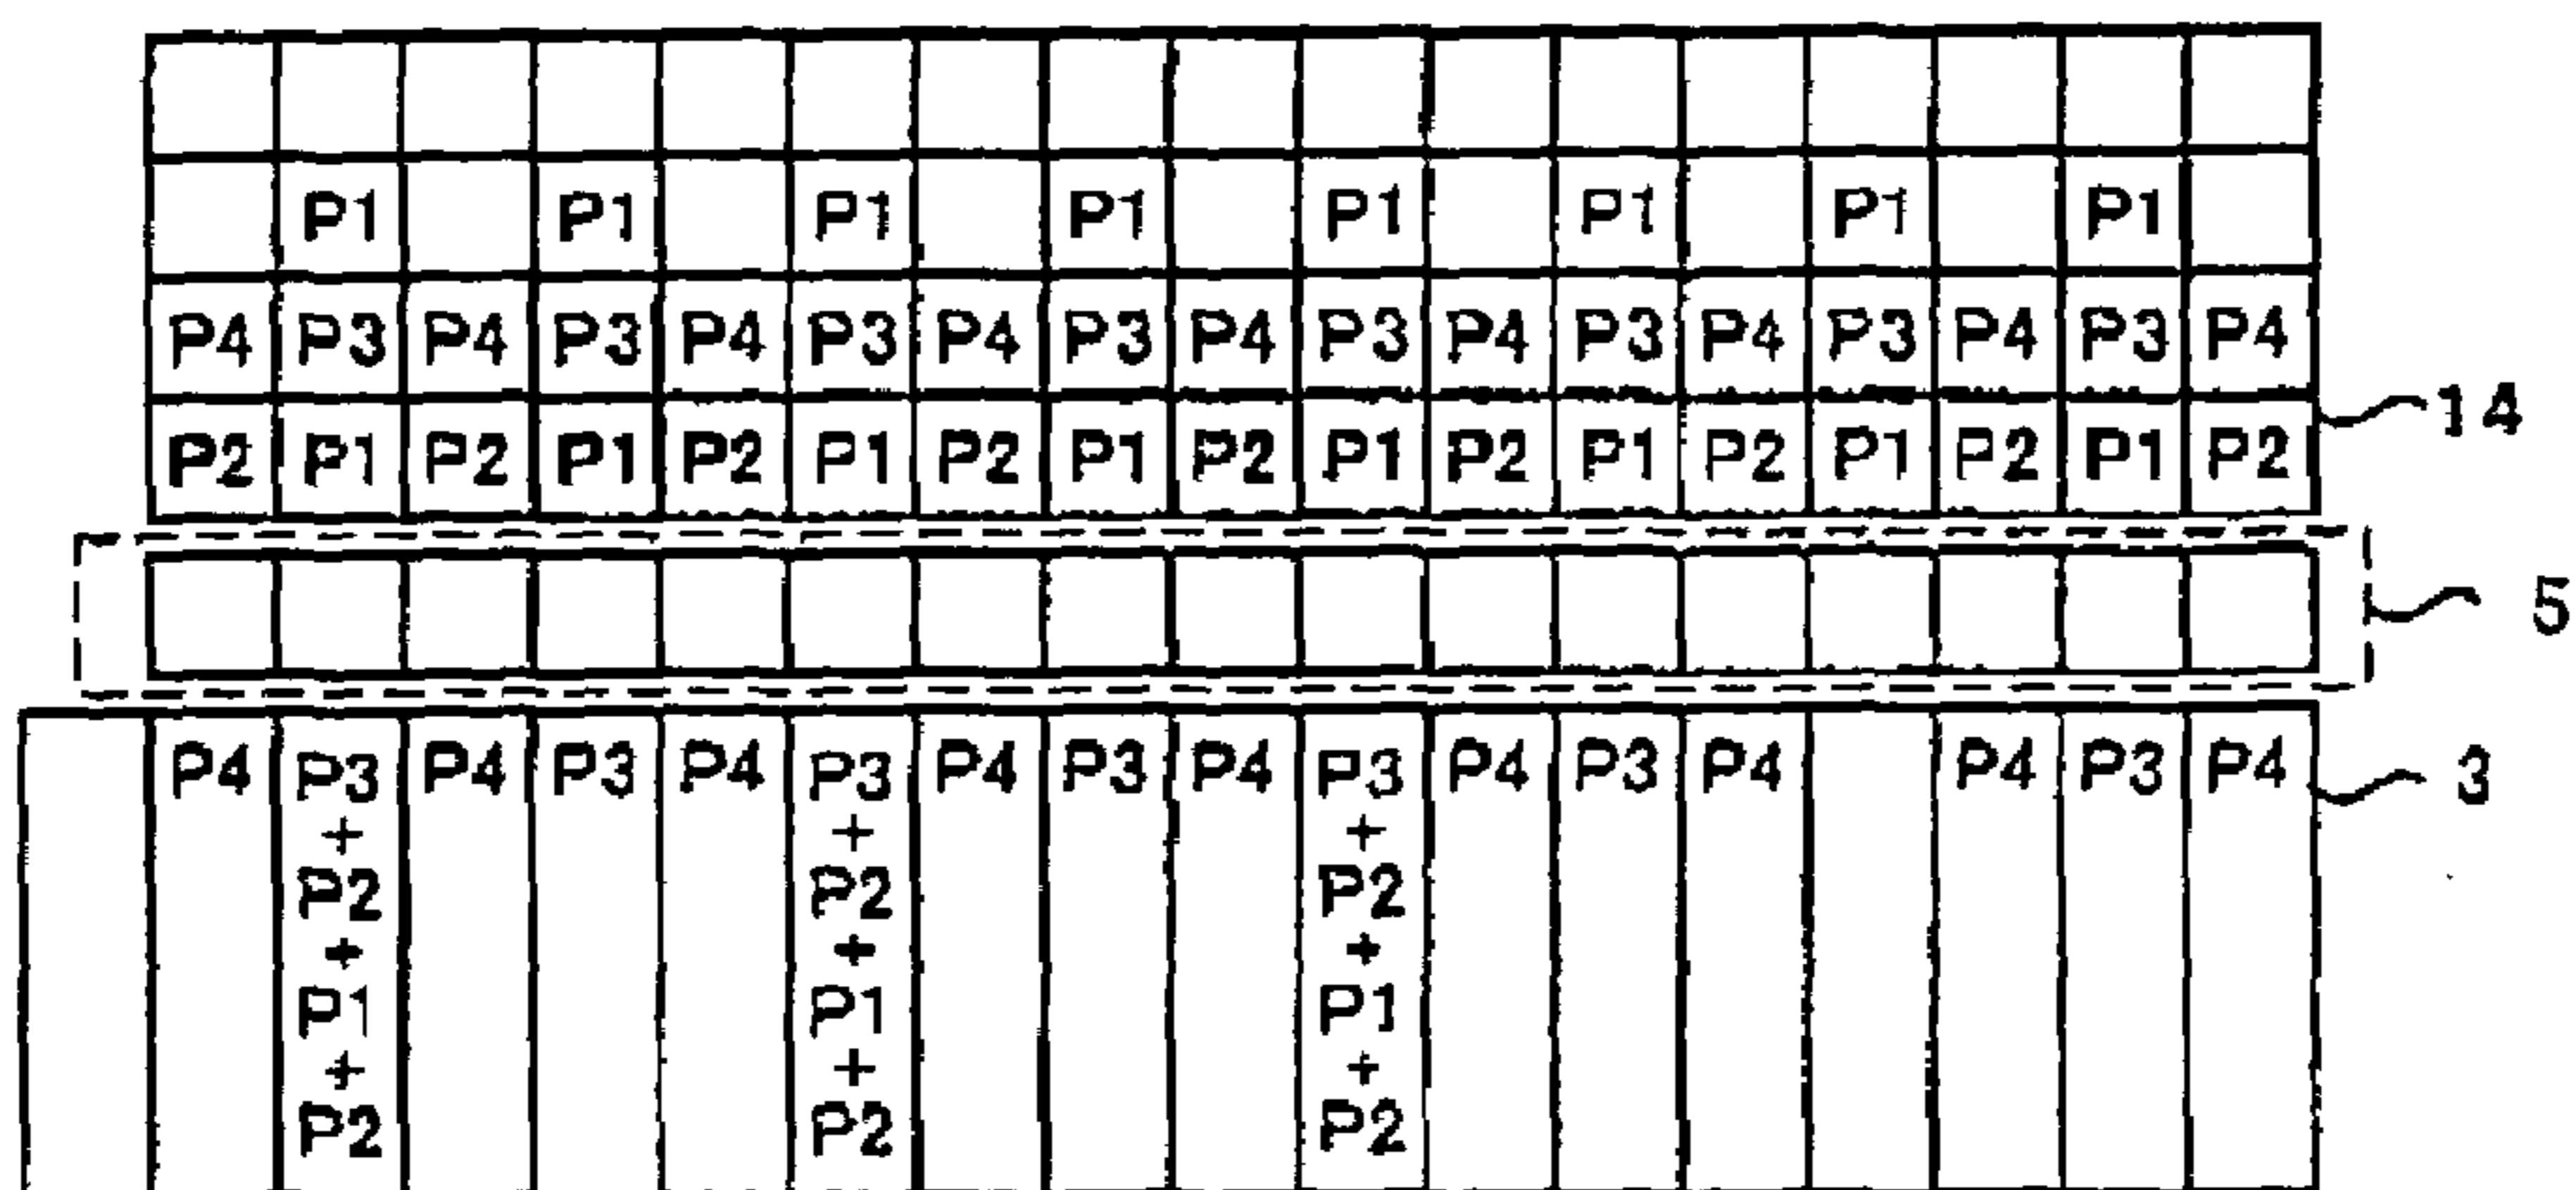 P1 P1 P1 P1 P1 P1 P1 P1
P4 P3 P4 P3 P4 P3 P4 P3 P4 P3 P4 P3 P4 P3 P4 P3 P4
14
P2 P1 P2 P1 P2 P1 P2 P1 P2 P1 P2 P1 P2 P1 P2 P1 P2
5
P4 P3 P4 P3 P4 P3 P4 P3 P4 P3 P4 P3 P4 P4 P3 P4 3
+ + +
P2 P2 P2
+ + +
P1 P1 P1
+ + +
P2 P2 P2